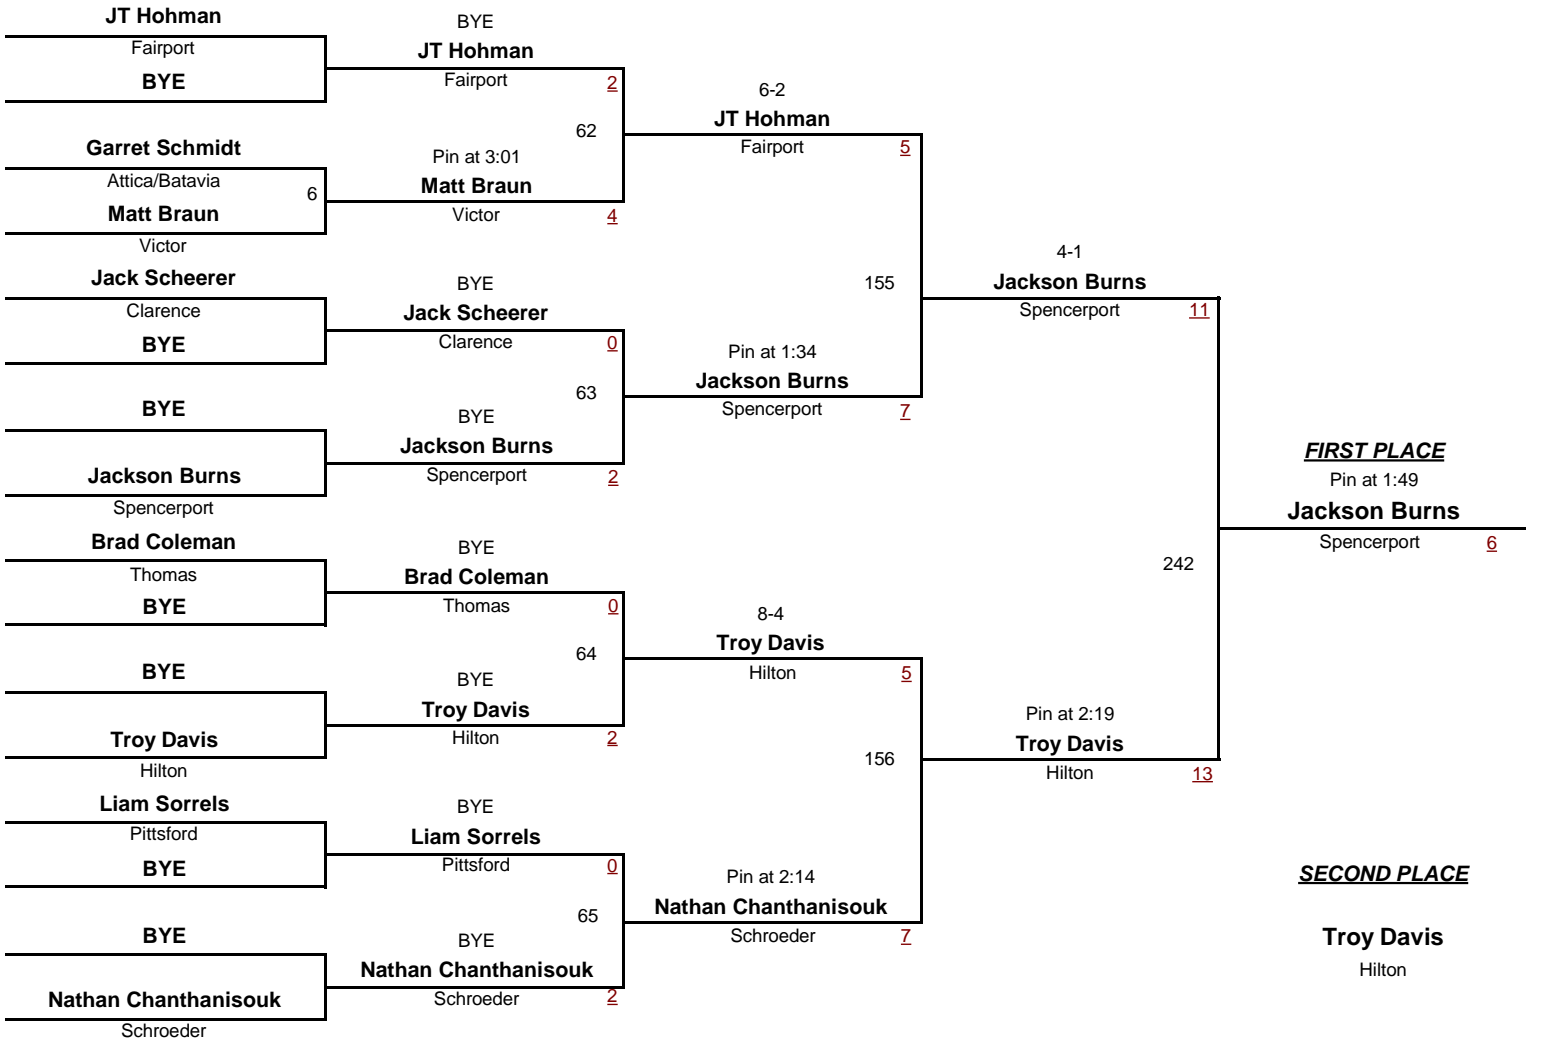 JT Hohman
Fairport
BYE
Garret Schmidt
Attica/Batavia
6
Matt Braun
Victor
Jack Scheerer
Clarence
BYE
BYE
Jackson Burns
Spencerport
Brad Coleman
Thomas
BYE
BYE
Troy Davis
Hilton
Liam Sorrels
Pittsford
BYE
BYE
Nathan Chanthanisouk
Schroeder
BYE
JT Hohman
Fairport
2
62
Pin at 3:01
Matt Braun
Victor
4
BYE
Jack Scheerer
Clarence
0
63
BYE
Jackson Burns
Spencerport
2
BYE
Brad Coleman
Thomas
0
64
BYE
Troy Davis
Hilton
2
BYE
Liam Sorrels
Pittsford
0
65
BYE
Nathan Chanthanisouk
Schroeder
2
6-2
JT Hohman
Fairport
5
155
Pin at 1:34
Jackson Burns
Spencerport
7
8-4
Troy Davis
Hilton
5
156
Pin at 2:14
Nathan Chanthanisouk
Schroeder
7
4-1
Jackson Burns
Spencerport
11
242
Pin at 2:19
Troy Davis
Hilton
13
FIRST PLACE
Pin at 1:49
Jackson Burns
Spencerport
6
SECOND PLACE
Troy Davis
Hilton